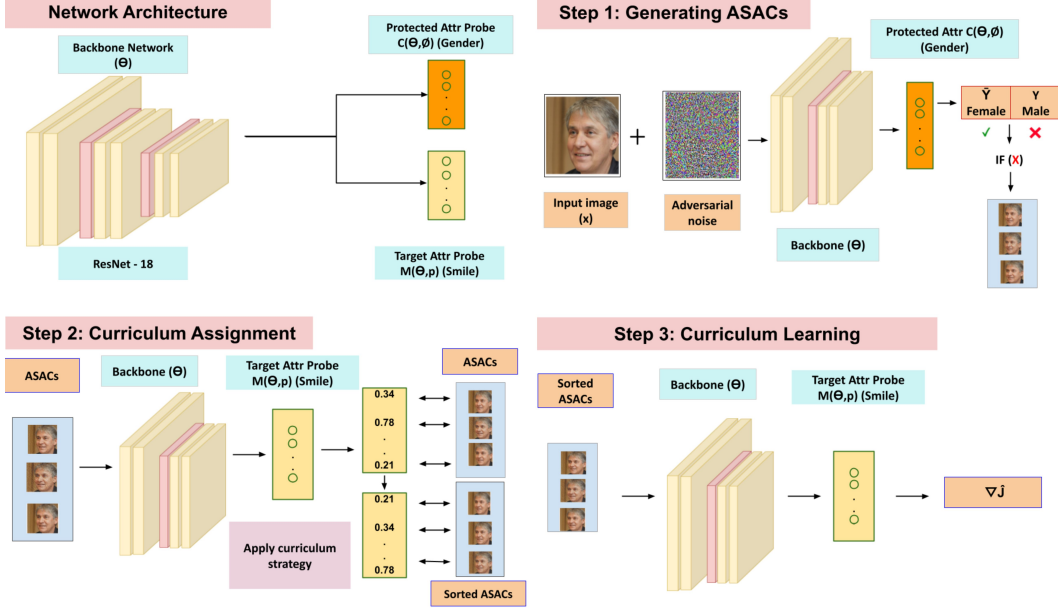 Network Architecture
Backbone Network
(Ө)
ResNet - 18
Protected Attr Probe
C(Ө,Ø)
(Gender)
Target Attr Probe
M(Ө,p) (Smile)
Step 1: Generating ASACs
Input image
(x)
+
Adversarial
noise
Backbone (Ө)
Protected Attr C(Ө,Ø)
(Gender)
Ȳ
Female
Y
Male
✓
✗
IF (X)
Step 2: Curriculum Assignment
ASACs
Backbone (Ө)
Target Attr Probe
M(Ө,p) (Smile)
0.34
0.78
.
.
0.21
ASACs
0.21
0.34
.
.
0.78
Apply curriculum
strategy
Sorted ASACs
Step 3: Curriculum Learning
Sorted
ASACs
Backbone (Ө)
Target Attr Probe
M(Ө,p) (Smile)
∇Ĵ